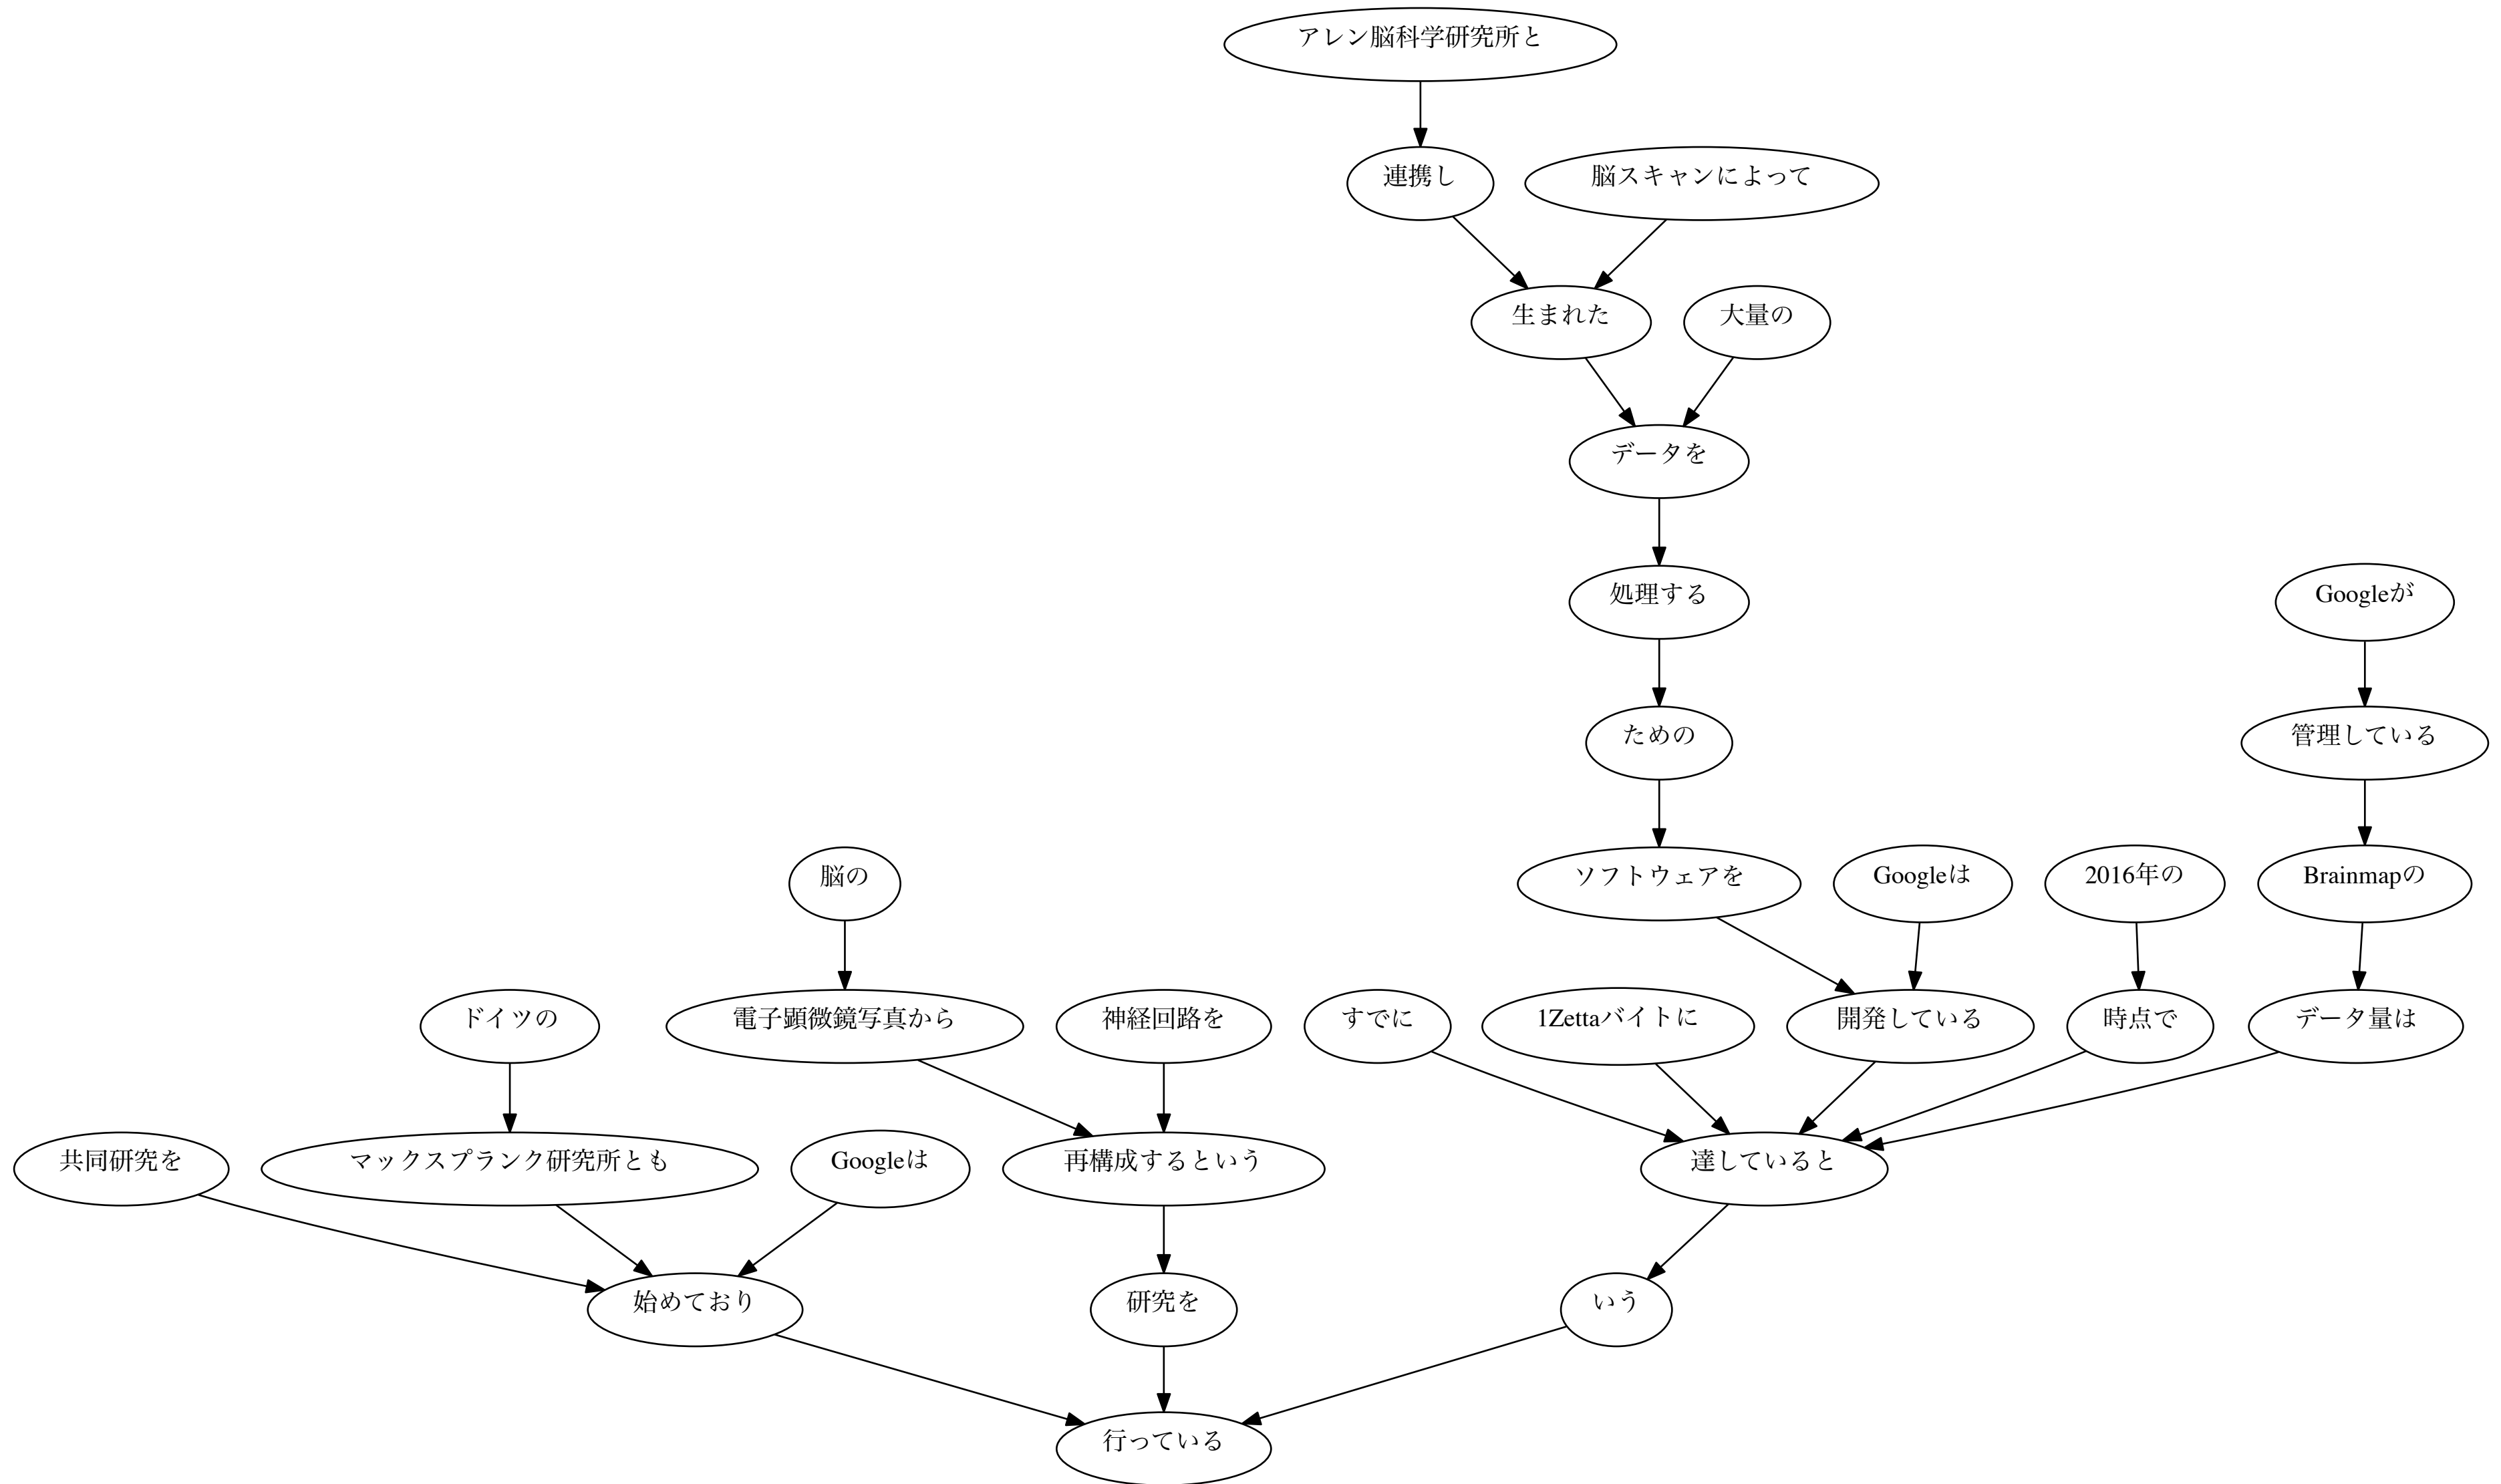 アレン脳科学研究所と
連携し
脳スキャンによって
生まれた
大量の
データを
処理する
Googleが
ための
管理している
脳の
ソフトウェアを
Googleは
2016年の
Brainmapの
ドイツの
電子顕微鏡写真から
神経回路を
すでに
1Zettaバイトに
開発している
時点で
データ量は
共同研究を
マックスプランク研究所とも
Googleは
再構成するという
達していると
始めており
研究を
いう
行っている